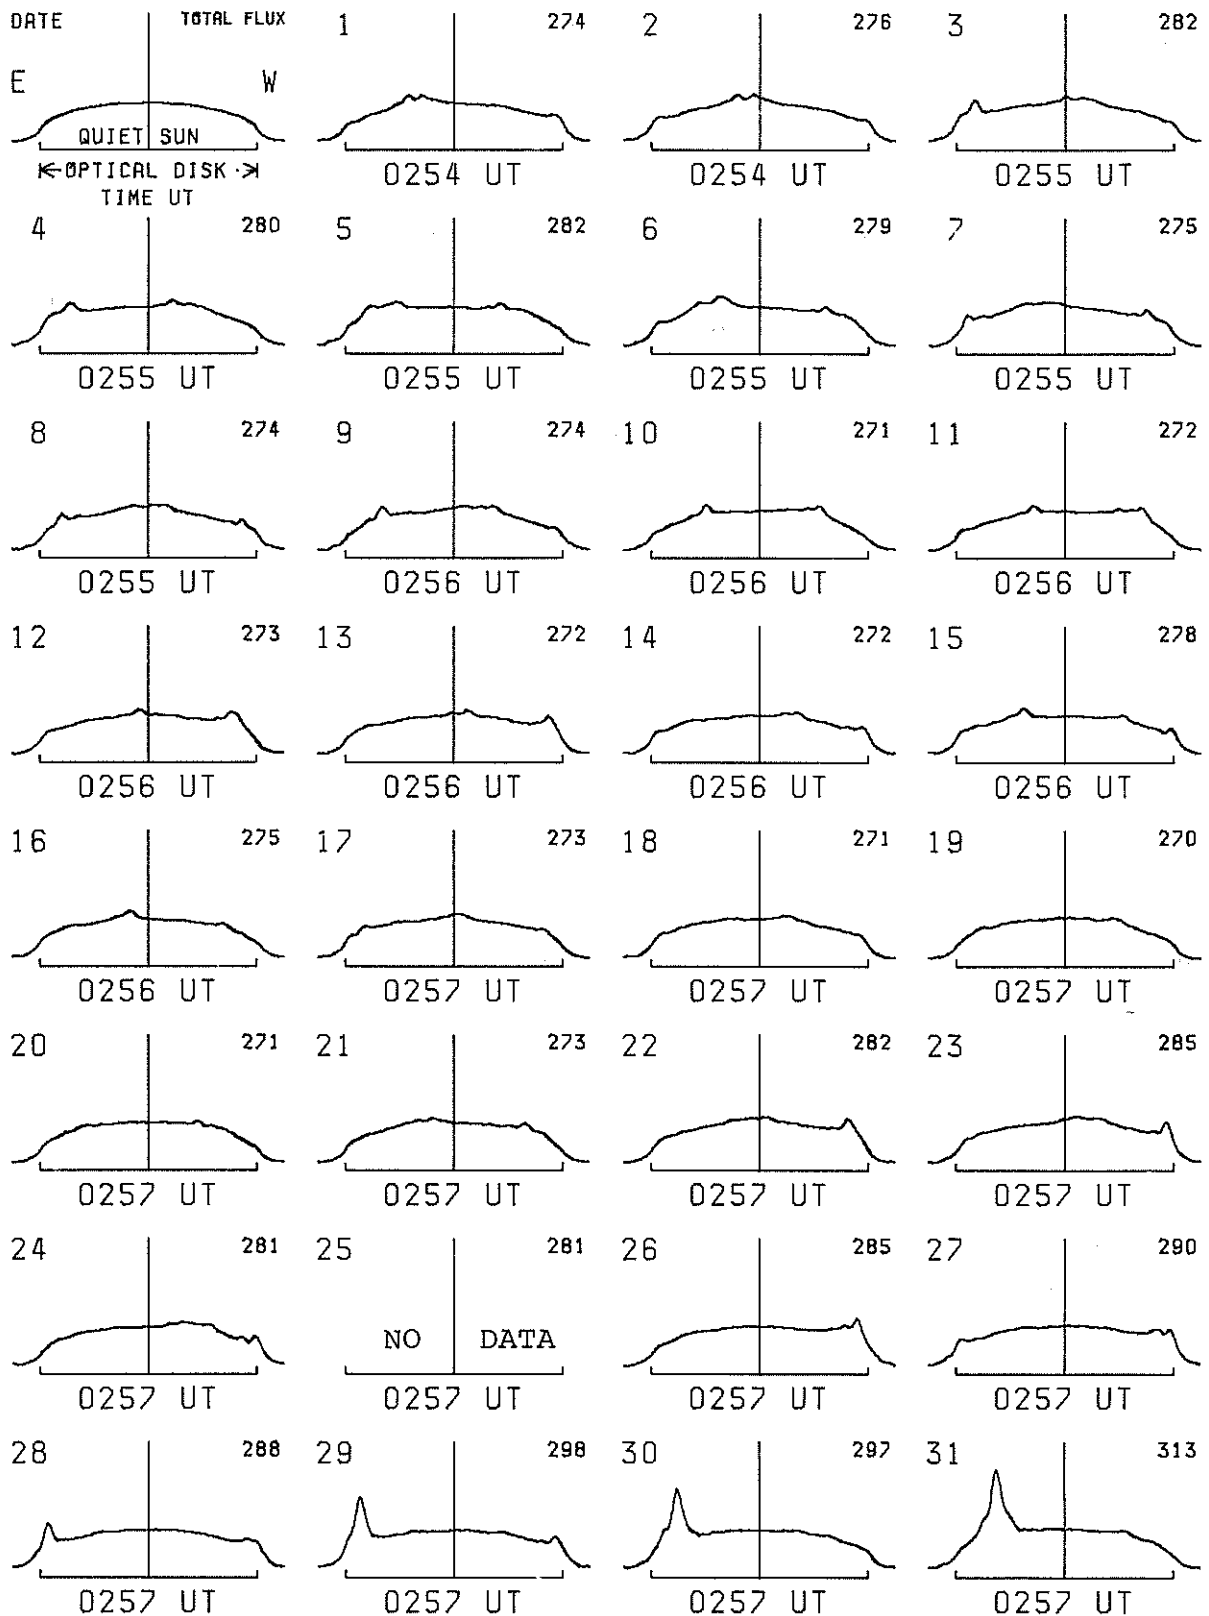 DATE TOTAL FLUX
E W
QUIET SUN
OPTICAL DISK
TIME UT
1 274
0254 UT
2 276
0254 UT
3 282
0255 UT
4 280
0255 UT
5 282
0255 UT
6 279
0255 UT
7 275
0255 UT
8 274
0255 UT
9 274
0256 UT
10 271
0256 UT
11 272
0256 UT
12 273
0256 UT
13 272
0256 UT
14 272
0256 UT
15 278
0256 UT
16 275
0256 UT
17 273
0257 UT
18 271
0257 UT
19 270
0257 UT
20 271
0257 UT
21 273
0257 UT
22 282
0257 UT
23 285
0257 UT
24 281
0257 UT
25 281
NO DATA
0257 UT
26 285
0257 UT
27 290
0257 UT
28 288
0257 UT
29 298
0257 UT
30 297
0257 UT
31 313
0257 UT